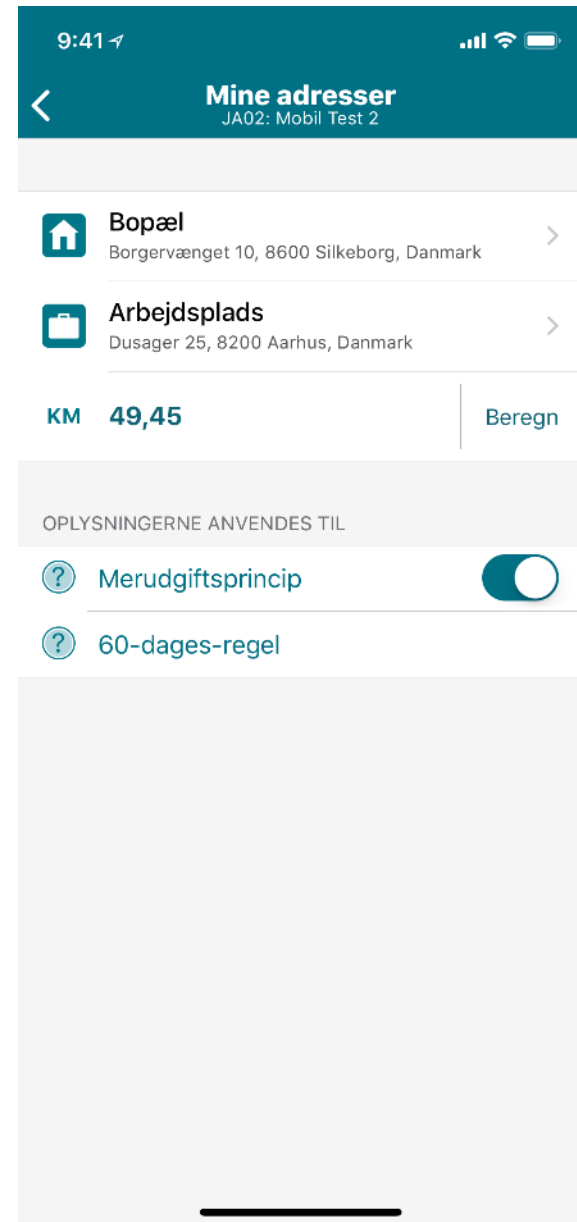 9:41
Mine adresser
JA02: Mobil Test 2
Bopæl
Borgervænget 10, 8600 Silkeborg, Danmark
Arbejdsplads
Dusager 25, 8200 Aarhus, Danmark
KM 49,45 Beregn
OPLYSNINGERNE ANVENDES TIL
? Merudgiftsprincip
? 60-dages-regel